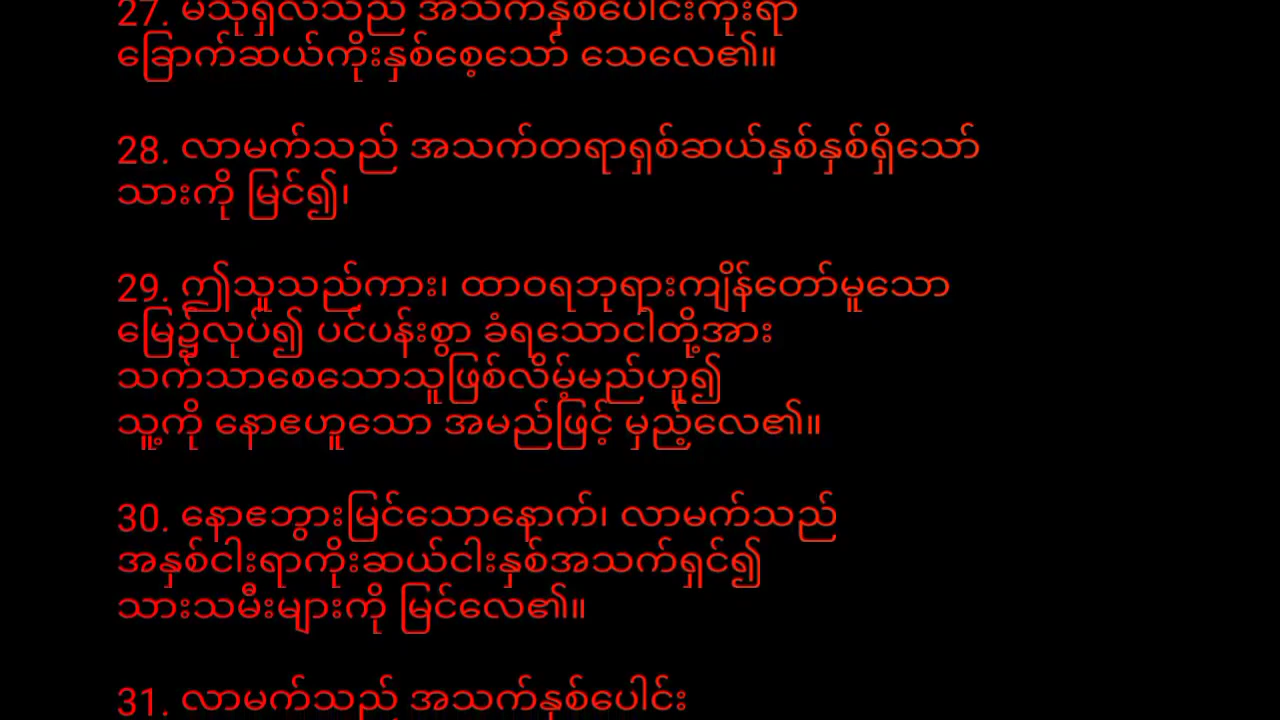 27. မသုရှလသည် အသက်နှစ်ပေါင်းကိုးရာ
ခြောက်ဆယ်ကိုးနှစ်စေ့သော် သေလေ၏။
28. လာမက်သည် အသက်တရာရှစ်ဆယ်နှစ်နှစ်ရှိသော်
သားကို မြင်၍၊
29. ဤသူသည်ကား၊ ထာဝရဘုရားကျိန်တော်မူသော
မြေ၌လုပ်၍ ပင်ပန်းစွာ ခံရသောငါတို့အား
သက်သာစေသောသူဖြစ်လိမ့်မည်ဟူ၍
သူ့ကို နောဧဟူသော အမည်ဖြင့် မှည့်လေ၏။
30. နောဧဘွားမြင်သောနောက်၊ လာမက်သည်
အနှစ်ငါးရာကိုးဆယ်ငါးနှစ်အသက်ရှင်၍
သားသမီးများကို မြင်လေ၏။
31. လာမက်သည် အသက်နှစ်ပေါင်း